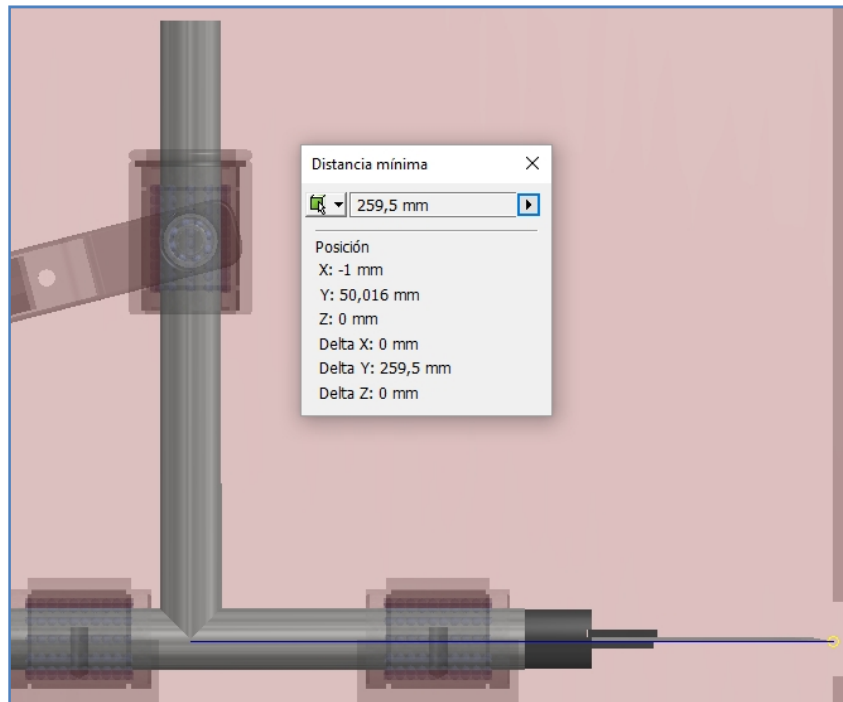 Distancia mínima
259,5 mm
Posición
X: -1 mm
Y: 50,016 mm
Z: 0 mm
Delta X: 0 mm
Delta Y: 259,5 mm
Delta Z: 0 mm